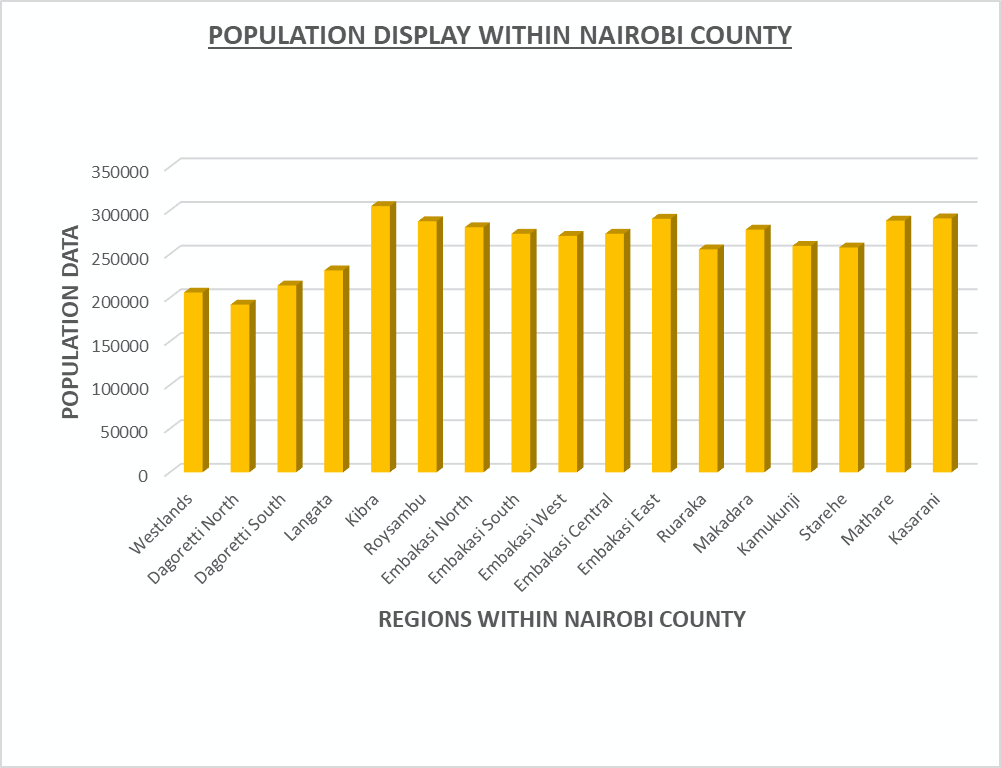 POPULATION DISPLAY WITHIN NAIROBI COUNTY
POPULATION DATA
350000
300000
250000
200000
150000
100000
50000
0
Westlands
Dagoretti North
Dagoretti South
Langata
Kibra
Roysambu
Embakasi North
Embakasi South
Embakasi West
Embakasi Central
Embakasi East
Ruaraka
Makadara
Kamukunji
Starehe
Mathare
Kasarani
REGIONS WITHIN NAIROBI COUNTY